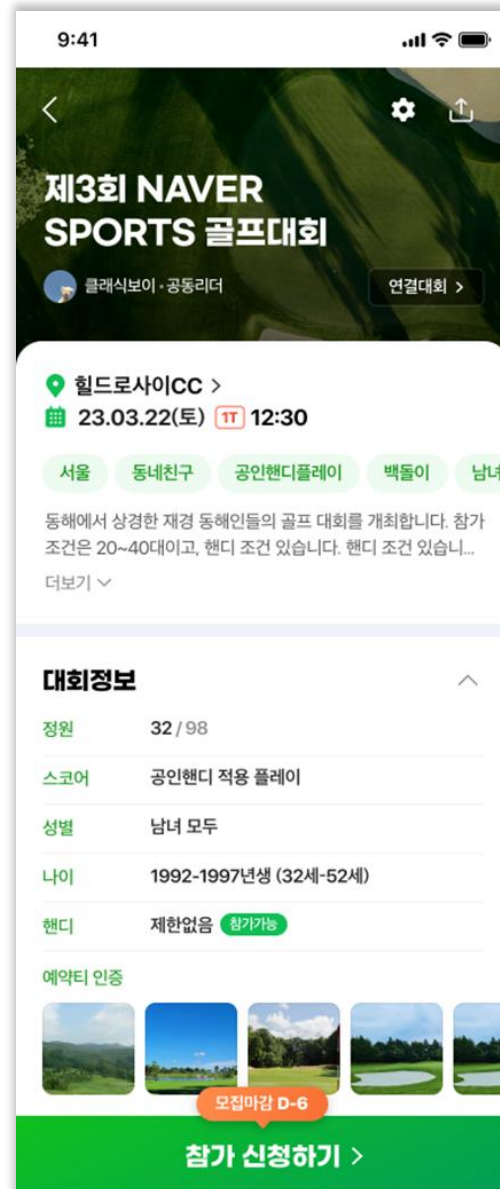 9:41
제3회 NAVER
SPORTS 골프대회
클래식보이 • 공동리더
연결대회 >
힐드로사이CC >
23.03.22(토) 1T 12:30
서울 동네친구 공인핸디플레이 백돌이 남녀
동해에서 상경한 재경 동해인들의 골프 대회를 개최합니다. 참가
조건은 20~40대이고, 핸디 조건 있습니다. 핸디 조건 있습니...
더보기
대회정보
정원 32 / 98
스코어 공인핸디 적용 플레이
성별 남녀 모두
나이 1992-1997년생 (32세-52세)
핸디 제한없음 참가가능
예약티 인증
모집마감 D-6
참가 신청하기 >